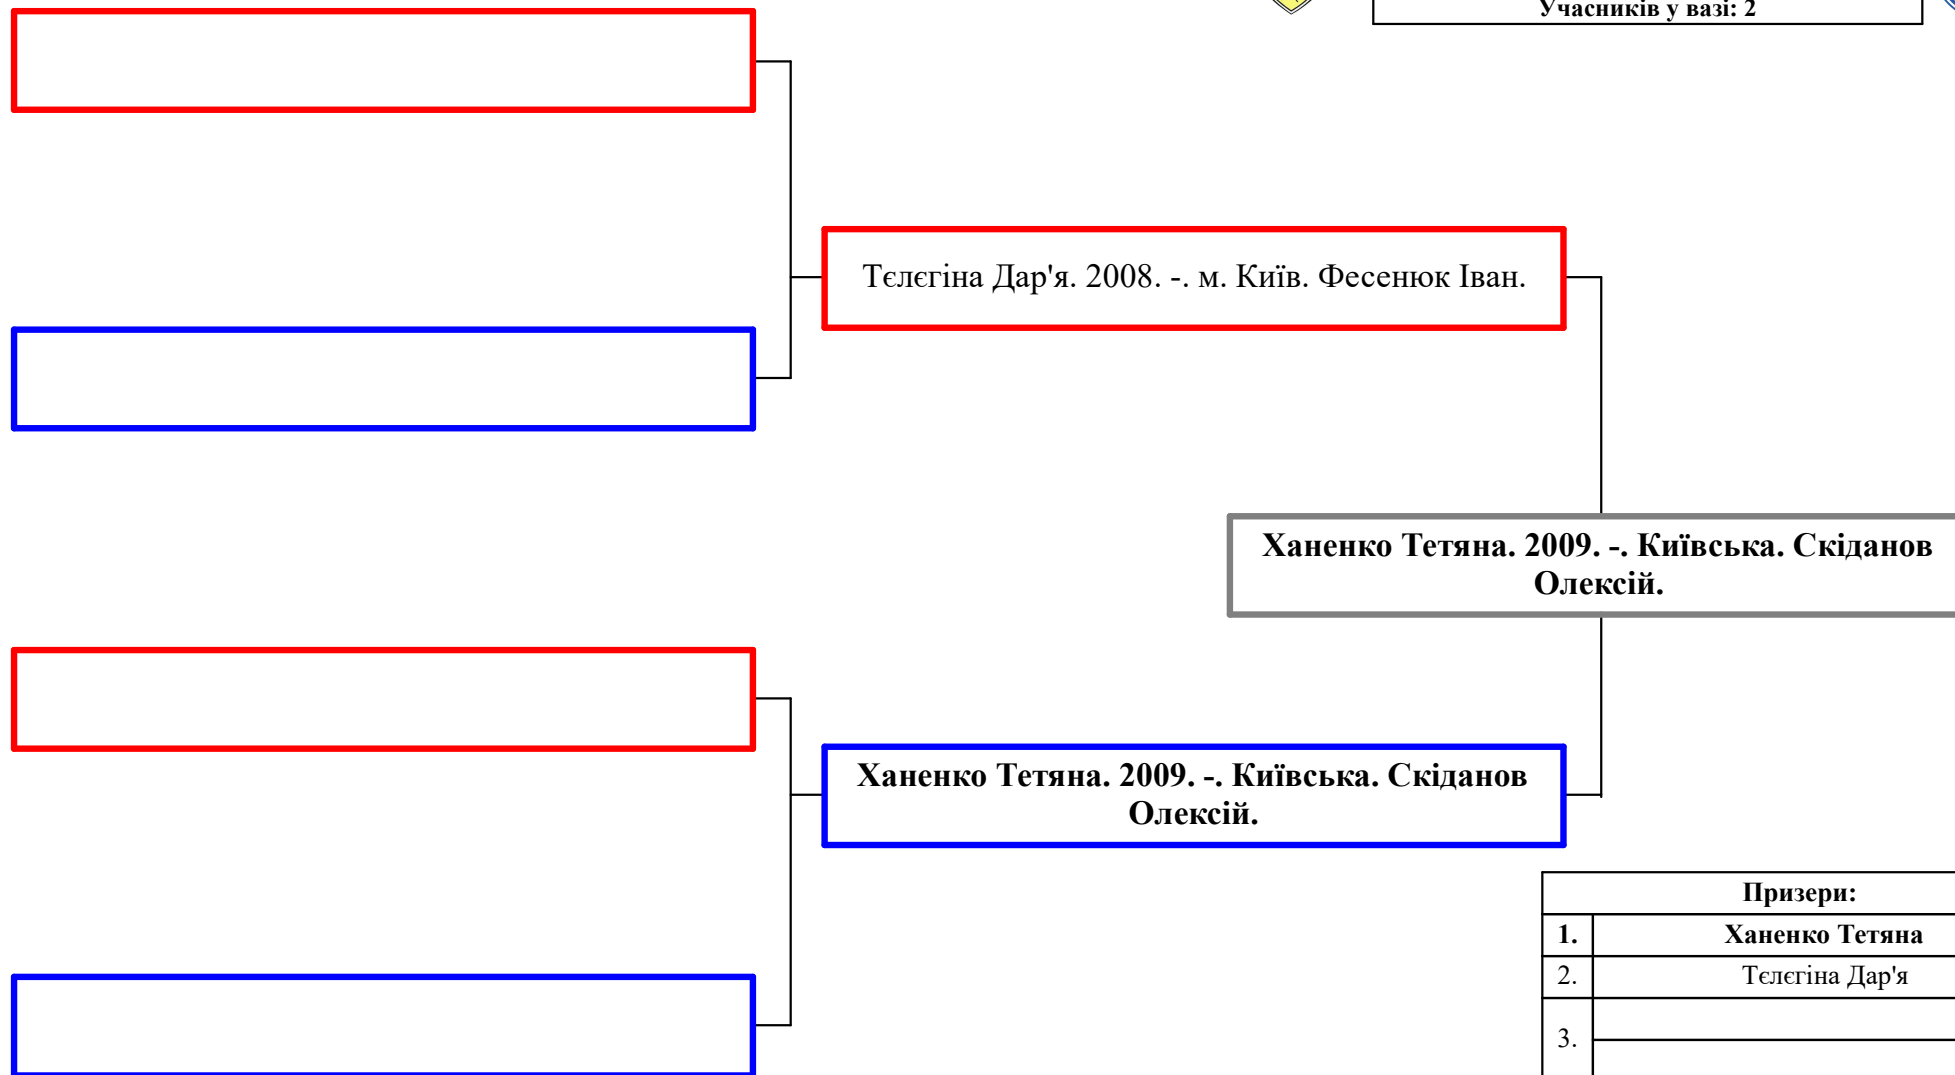 Учасників у вазі: 2
Тєлєгіна Дар'я. 2008. -. м. Київ. Фесенюк Іван.
Ханенко Тетяна. 2009. -. Київська. Скіданов
Олексій.
Ханенко Тетяна. 2009. -. Київська. Скіданов
Олексій.
Призери:
1. Ханенко Тетяна
2. Тєлєгіна Дар'я
3.